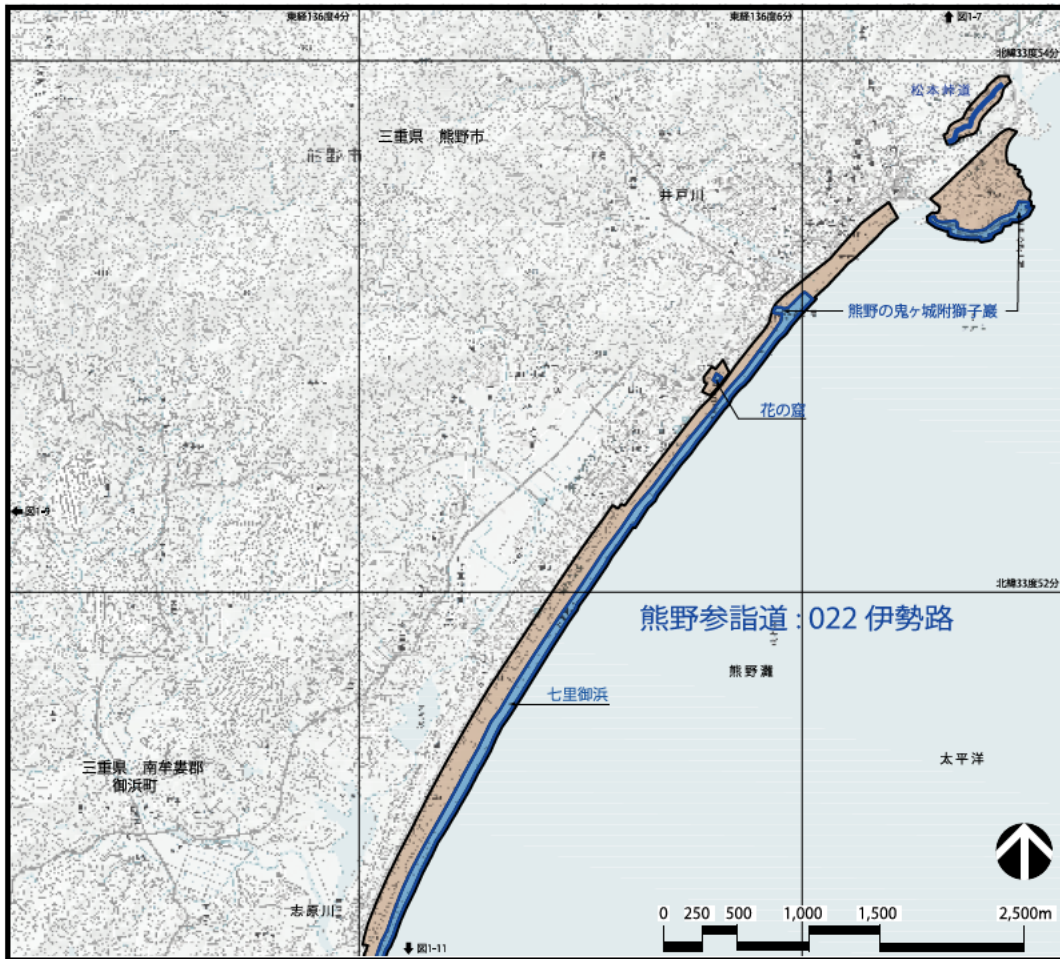 東経136度4分
東経136度6分
↑ 図1-7
北緯33度54分
松本峠道
三重県 熊野市
熊野市
井戸川
熊野の鬼ヶ城附獅子巖
花の窟
← 図1-9
北緯33度52分
熊野参詣道 : 022 伊勢路
熊野灘
七里御浜
太平洋
三重県 南牟婁郡
御浜町
志原川
0 250 500 1,000 1,500 2,500m
↓ 図1-11